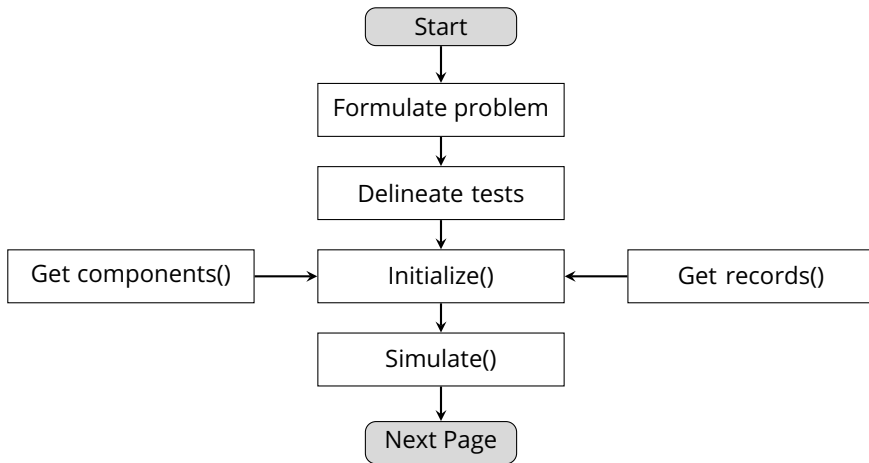 Start
Formulate problem
Delineate tests
Get components()
Initialize()
Get records()
Simulate()
Next Page